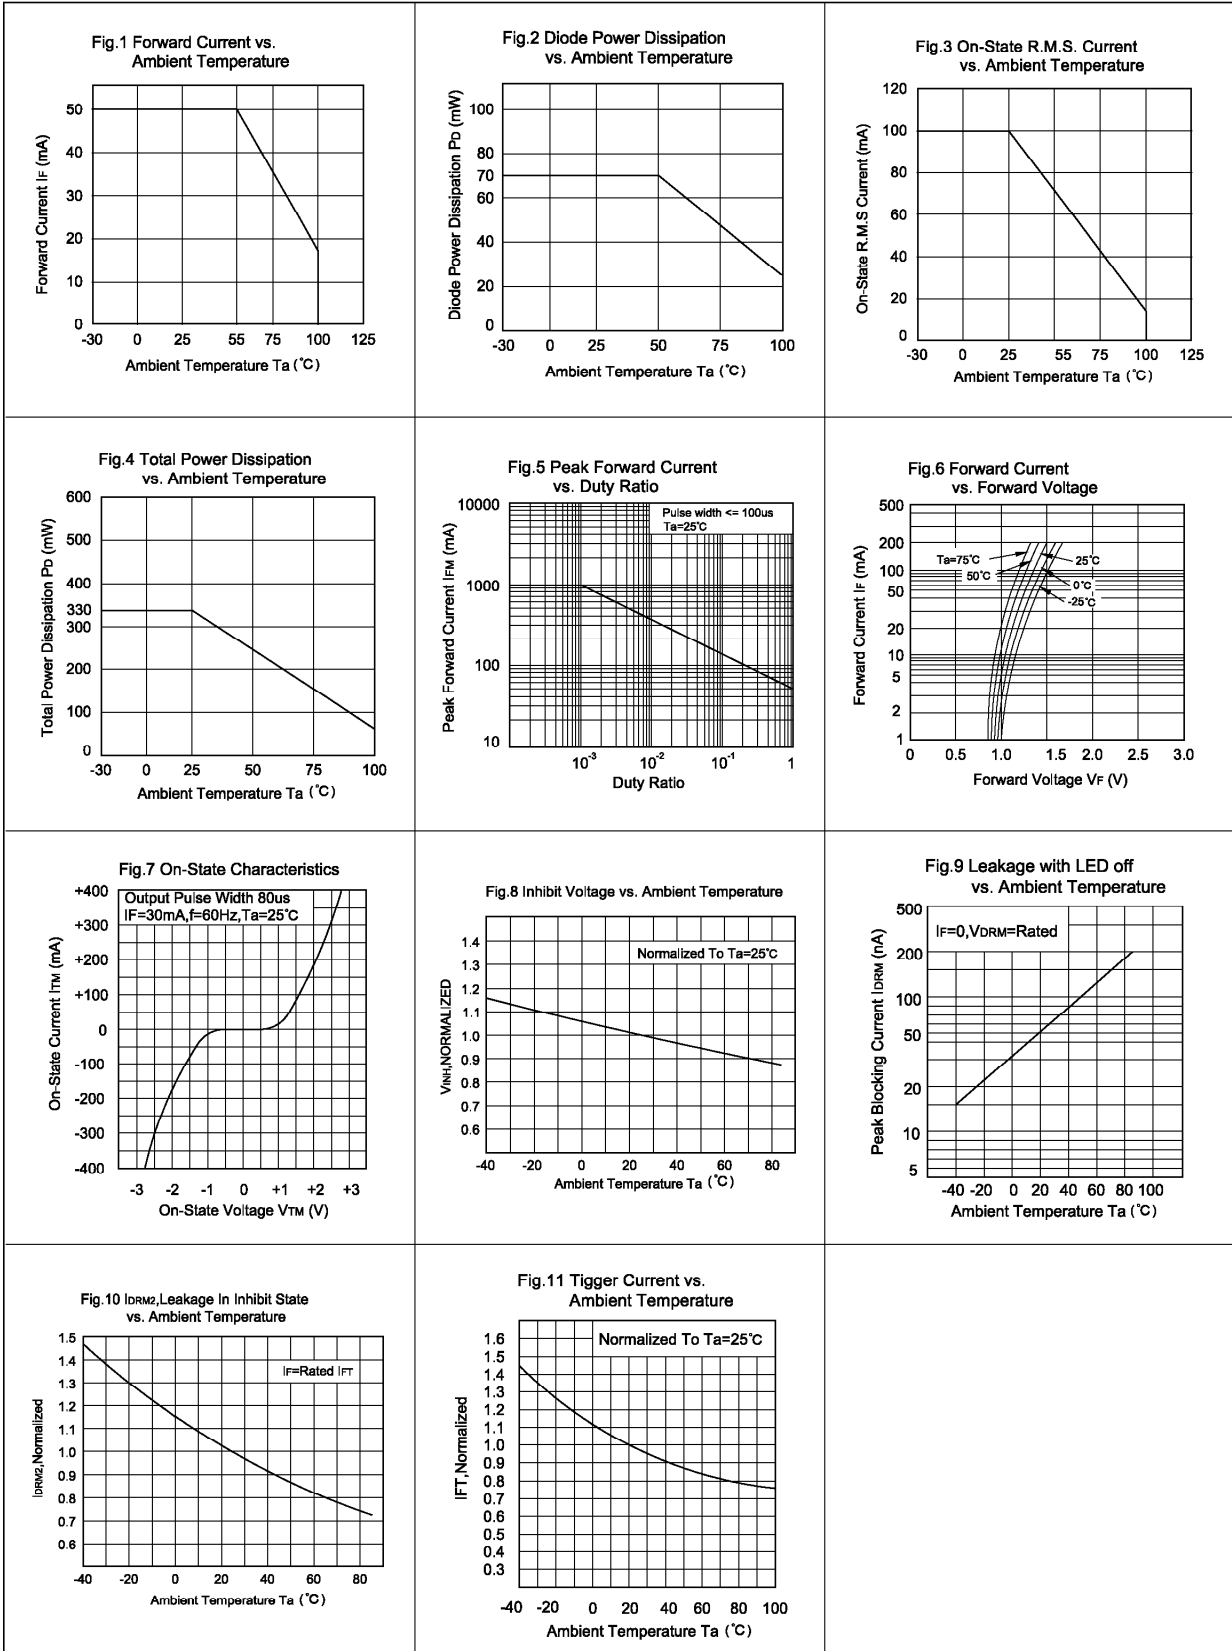 Fig.1 Forward Current vs.
Ambient Temperature
Forward Current IF (mA)
50
40
30
20
10
0
-30 0 25 55 75 100 125
Ambient Temperature Ta (°C)
Fig.2 Diode Power Dissipation
vs. Ambient Temperature
Diode Power Dissipation PD (mW)
100
80
70
60
40
20
0
-30 0 25 50 75 100
Ambient Temperature Ta (°C)
Fig.3 On-State R.M.S. Current
vs. Ambient Temperature
On-State R.M.S Current (mA)
120
100
80
60
40
20
0
-30 0 25 55 75 100 125
Ambient Temperature Ta (°C)
Fig.4 Total Power Dissipation
vs. Ambient Temperature
Total Power Dissipation PD (mW)
600
500
400
330
300
200
100
0
-30 0 25 50 75 100
Ambient Temperature Ta (°C)
Fig.5 Peak Forward Current
vs. Duty Ratio
Peak Forward Current IFM (mA)
Pulse width <= 100us
Ta=25°C
10000
1000
100
10
10-3 10-2 10-1 1
Duty Ratio
Fig.6 Forward Current
vs. Forward Voltage
Forward Current IF (mA)
500
200
100
50
20
10
5
2
1
Ta=75°C
50°C
25°C
0°C
-25°C
0 0.5 1.0 1.5 2.0 2.5 3.0
Forward Voltage VF (V)
Fig.7 On-State Characteristics
Output Pulse Width 80us
IF=30mA,f=60Hz,Ta=25°C
On-State Current ITM (mA)
+400
+300
+200
+100
0
-100
-200
-300
-400
-3 -2 -1 0 +1 +2 +3
On-State Voltage VTM (V)
Fig.8 Inhibit Voltage vs. Ambient Temperature
Normalized To Ta=25°C
VINH,NORMALIZED
1.4
1.3
1.2
1.1
1.0
0.9
0.8
0.7
0.6
-40 -20 0 20 40 60 80
Ambient Temperature Ta (°C)
Fig.9 Leakage with LED off
vs. Ambient Temperature
IF=0,VDRM=Rated
Peak Blocking Current IDRM (nA)
500
200
100
50
20
10
5
-40 -20 0 20 40 60 80 100
Ambient Temperature Ta (°C)
Fig.10 IDRM2,Leakage In Inhibit State
vs. Ambient Temperature
IF=Rated IFT
IDRM2,Normalized
1.5
1.4
1.3
1.2
1.1
1.0
0.9
0.8
0.7
0.6
-40 -20 0 20 40 60 80
Ambient Temperature Ta (°C)
Fig.11 Tigger Current vs.
Ambient Temperature
Normalized To Ta=25°C
IFT,Normalized
1.6
1.5
1.4
1.3
1.2
1.1
1.0
0.8
0.7
0.6
0.5
0.4
0.3
-40 -20 0 20 40 60 80 100
Ambient Temperature Ta (°C)